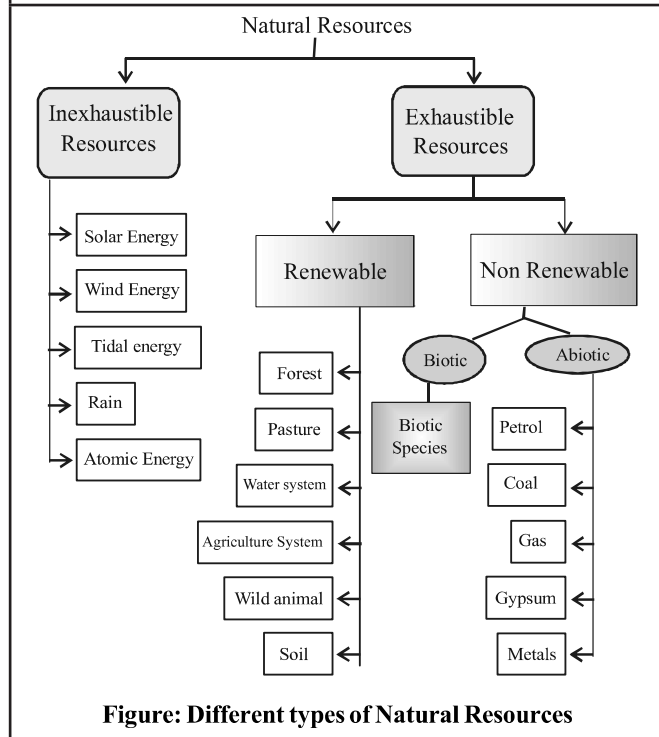 Natural Resources
Inexhaustible
Resources
Exhaustible
Resources
Solar Energy
Wind Energy
Tidal energy
Rain
Atomic Energy
Renewable
Non Renewable
Forest
Pasture
Water system
Agriculture System
Wild animal
Soil
Biotic
Abiotic
Biotic
Species
Petrol
Coal
Gas
Gypsum
Metals
Figure: Different types of Natural Resources